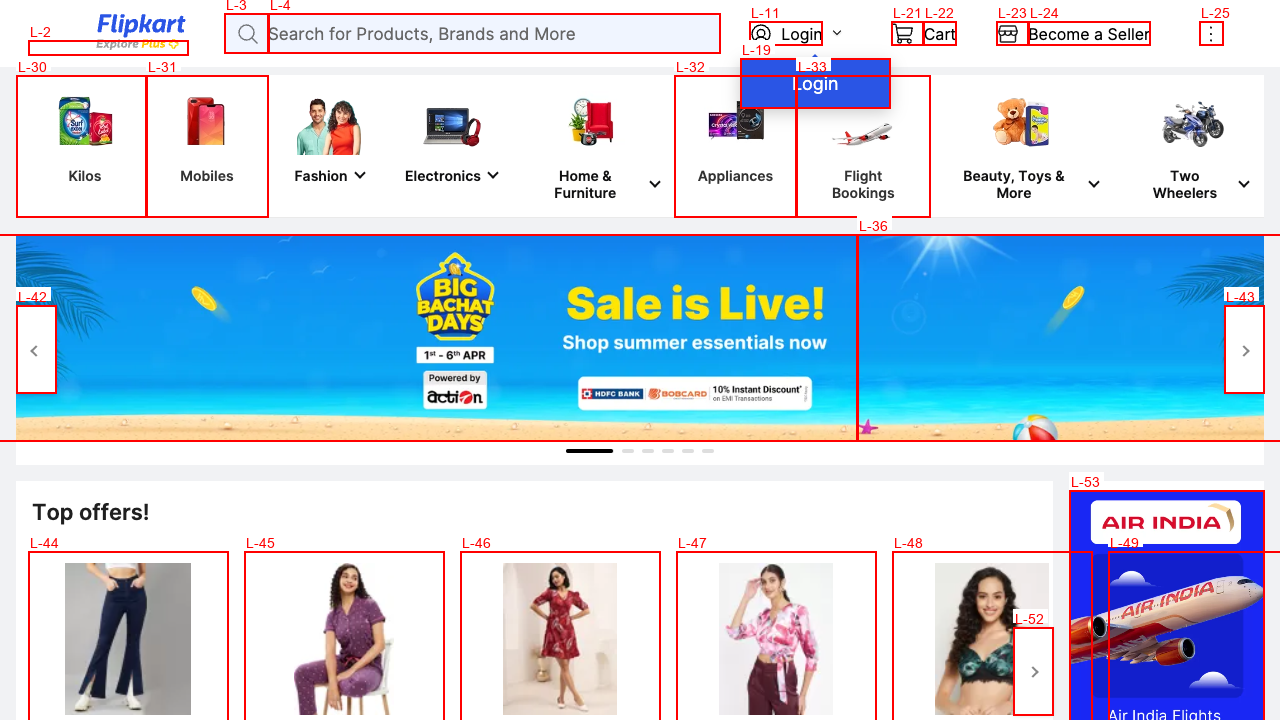 Flipkart
Explore Plus
L-2
L-3
L-4
Search for Products, Brands and More
L-11
Login
L-21
L-22
Cart
L-23
L-24
Become a Seller
L-25
L-19
Login
L-30
L-31
L-32
L-33
Kilos
Mobiles
Fashion
Electronics
Home &
Furniture
Appliances
Flight
Bookings
Beauty, Toys &
More
Two
Wheelers
L-36
L-42
L-43
BIG
BACHAT
DAYS
1st - 6th APR
Powered by
action
Sale is Live!
Shop summer essentials now
HDFC BANK
BOBCARD
10% Instant Discount*
on EMI Transactions
Top offers!
L-44
L-45
L-46
L-47
L-48
L-49
L-52
L-53
AIR INDIA
AIR INDIA
Air India Flights